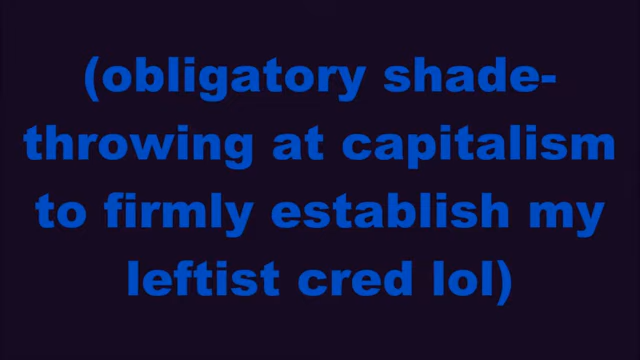 (obligatory shade-
throwing at capitalism
to firmly establish my
leftist cred lol)